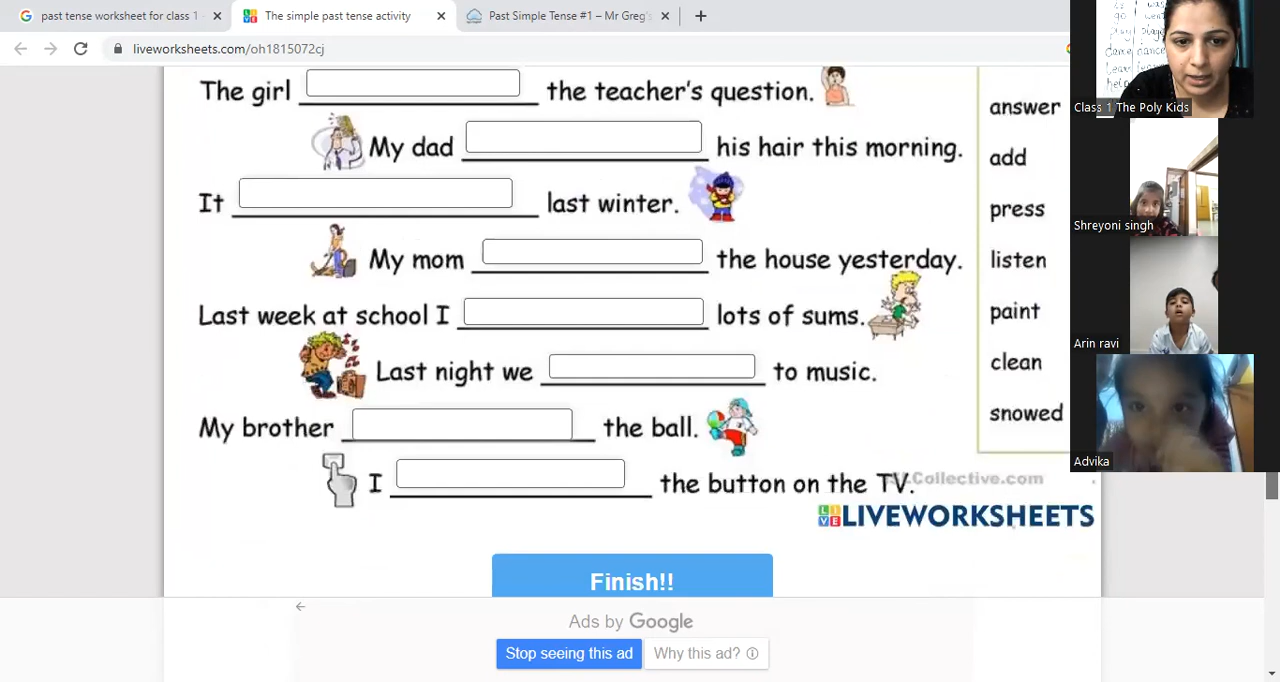 past tense worksheet for class 1
The simple past tense activity
Past Simple Tense #1 – Mr Greg's
liveworksheets.com/oh1815072cj
The girl the teacher's question.
My dad his hair this morning.
It last winter.
My mom the house yesterday.
Last week at school I lots of sums.
Last night we to music.
My brother the ball.
I the button on the TV.
answer
add
press
listen
paint
clean
snowed
LCollective.com
LIVEWORKSHEETS
Finish!!
Ads by Google
Stop seeing this ad
Why this ad?
Class 1 The Poly Kids
Shreyoni singh
Arin ravi
Advika